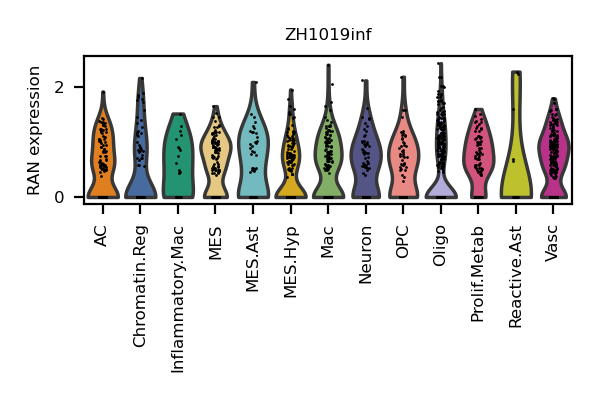 ZH1019inf
RAN expression
2
0
AC
Chromatin.Reg
Inflammatory.Mac
MES
MES.Ast
MES.Hyp
Mac
Neuron
OPC
Oligo
Prolif.Metab
Reactive.Ast
Vasc